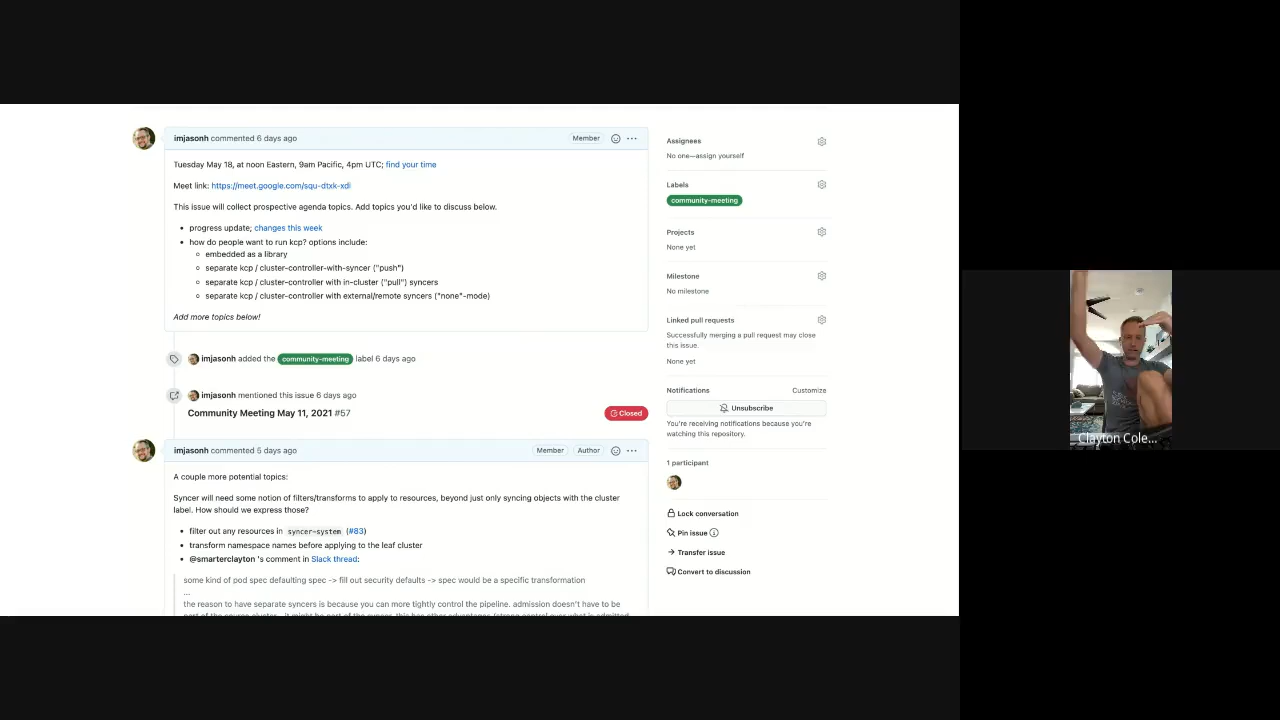 imjasonh commented 6 days ago
Member
Tuesday May 18, at noon Eastern, 9am Pacific, 4pm UTC; find your time
Meet link: https://meet.google.com/squ-dtxk-xdi
This issue will collect prospective agenda topics. Add topics you'd like to discuss below.
• progress update; changes this week
• how do people want to run kcp? options include:
embedded as a library
separate kcp / cluster-controller-with-syncer ("push")
separate kcp / cluster-controller with in-cluster ("pull") syncers
separate kcp / cluster-controller with external/remote syncers ("none"-mode)
Add more topics below!
imjasonh added the community-meeting label 6 days ago
imjasonh mentioned this issue 6 days ago
Community Meeting May 11, 2021 #57
Closed
imjasonh commented 5 days ago
Member
Author
A couple more potential topics:
Syncer will need some notion of filters/transforms to apply to resources, beyond just only syncing objects with the cluster
label. How should we express those?
• filter out any resources in syncer-system (#83)
• transform namespace names before applying to the leaf cluster
• @smarterclayton 's comment in Slack thread:
some kind of pod spec defaulting spec -> fill out security defaults -> spec would be a specific transformation
...
the reason to have separate syncers is because you can more tightly control the pipeline. admission doesn't have to be
Assignees
No one—assign yourself
Labels
community-meeting
Projects
None yet
Milestone
No milestone
Linked pull requests
Successfully merging a pull request may close
this issue.
None yet
Notifications
Customize
Unsubscribe
You're receiving notifications because you're
watching this repository.
1 participant
Lock conversation
Pin issue
Transfer issue
Convert to discussion
Clayton Cole...